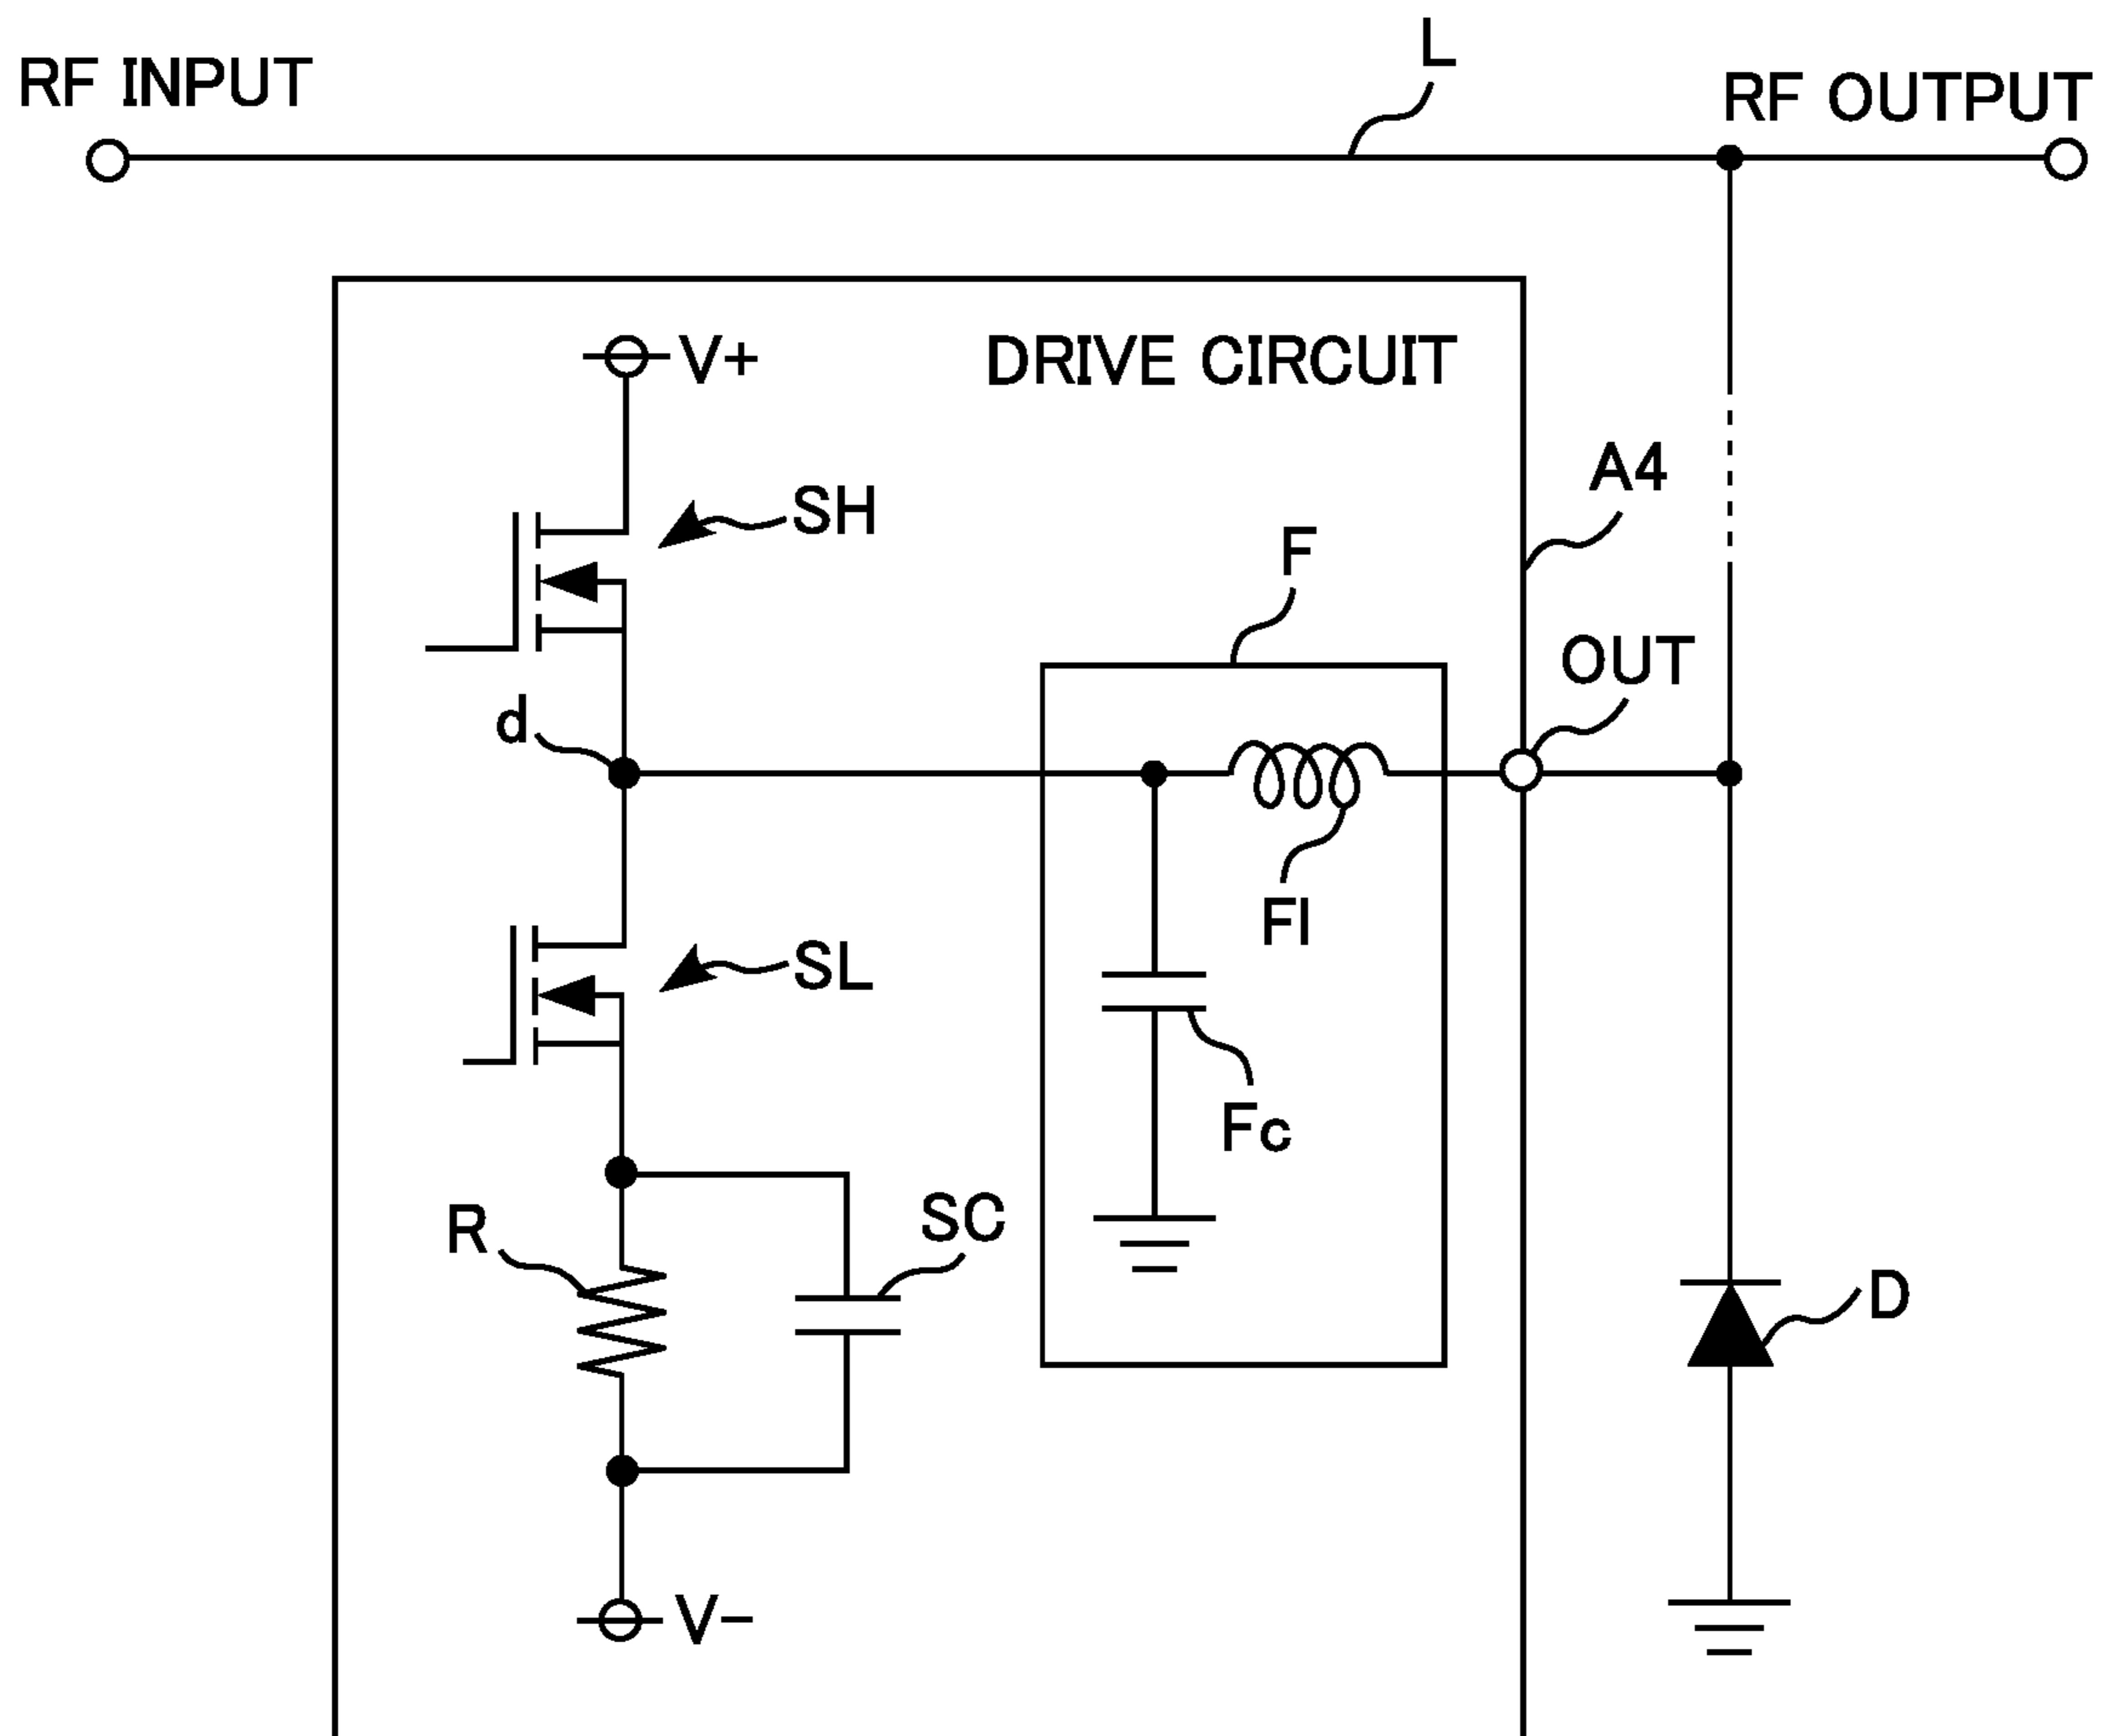 L
RF INPUT
RF OUTPUT
V+
DRIVE CIRCUIT
A4
SH
F
OUT
d
Fl
SL
Fc
R
SC
D
V−